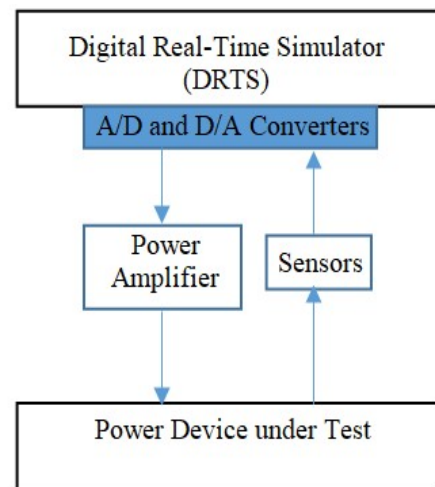 Digital Real-Time Simulator
(DRTS)
A/D and D/A Converters
Power
Amplifier
Sensors
Power Device under Test